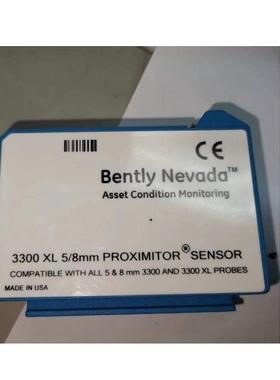 CE
Bently Nevada™
Asset Condition Monitoring
3300 XL 5/8mm PROXIMITOR® SENSOR
COMPATIBLE WITH ALL 5 & 8 mm 3300 AND 3300 XL PROBES
MADE IN USA